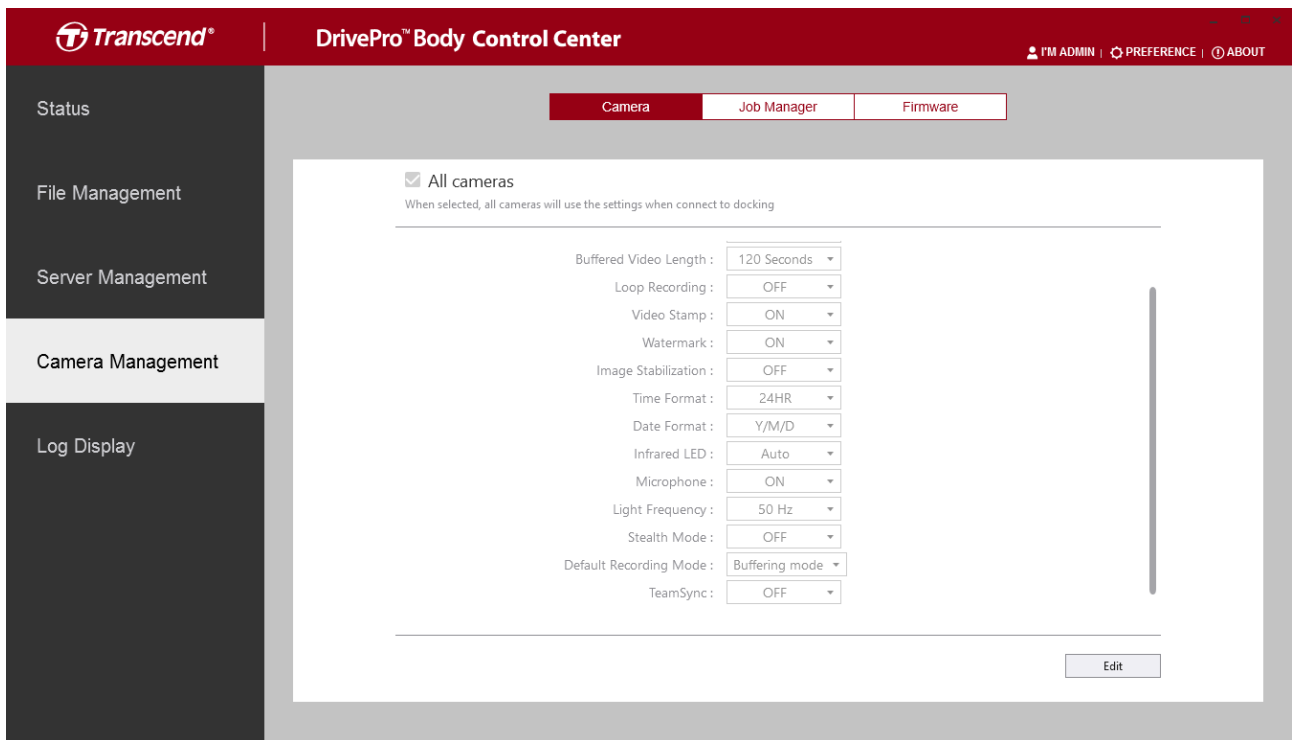 Transcend®
DrivePro™ Body Control Center
I'M ADMIN | PREFERENCE | ABOUT
Status
File Management
Server Management
Camera Management
Log Display
Camera
Job Manager
Firmware
All cameras
When selected, all cameras will use the settings when connect to docking
Buffered Video Length : 120 Seconds
Loop Recording : OFF
Video Stamp : ON
Watermark : ON
Image Stabilization : OFF
Time Format : 24HR
Date Format : Y/M/D
Infrared LED : Auto
Microphone : ON
Light Frequency : 50 Hz
Stealth Mode : OFF
Default Recording Mode : Buffering mode
TeamSync : OFF
Edit